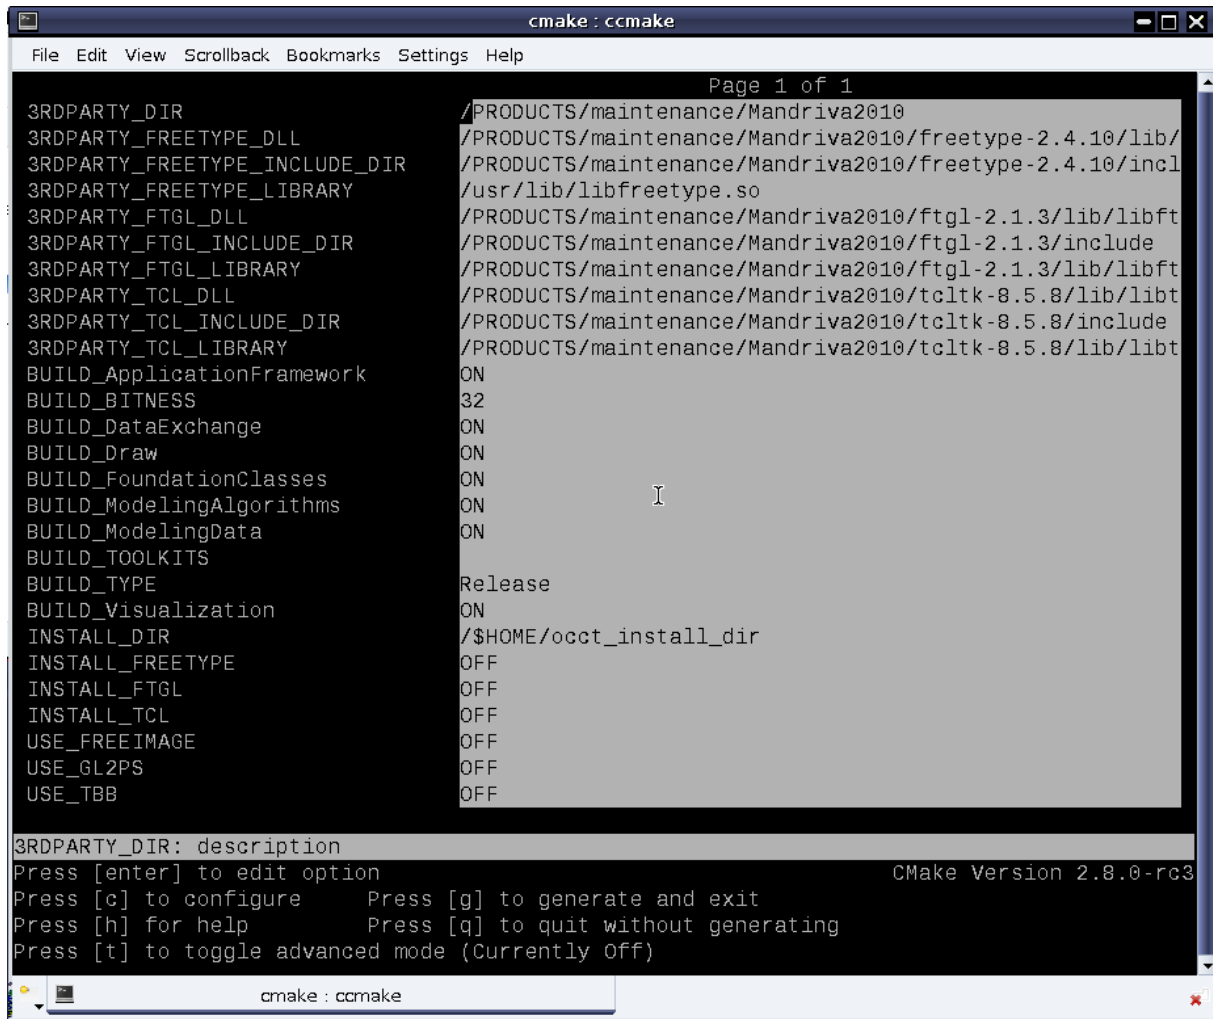 cmake : ccmake
File Edit View Scrollback Bookmarks Settings Help
Page 1 of 1
3RDPARTY_DIR /PRODUCTS/maintenance/Mandriva2010
3RDPARTY_FREETYPE_DLL /PRODUCTS/maintenance/Mandriva2010/freetype-2.4.10/lib/
3RDPARTY_FREETYPE_INCLUDE_DIR /PRODUCTS/maintenance/Mandriva2010/freetype-2.4.10/incl
3RDPARTY_FREETYPE_LIBRARY /usr/lib/libfreetype.so
3RDPARTY_FTGL_DLL /PRODUCTS/maintenance/Mandriva2010/ftgl-2.1.3/lib/libft
3RDPARTY_FTGL_INCLUDE_DIR /PRODUCTS/maintenance/Mandriva2010/ftgl-2.1.3/include
3RDPARTY_FTGL_LIBRARY /PRODUCTS/maintenance/Mandriva2010/ftgl-2.1.3/lib/libft
3RDPARTY_TCL_DLL /PRODUCTS/maintenance/Mandriva2010/tcltk-8.5.8/lib/libt
3RDPARTY_TCL_INCLUDE_DIR /PRODUCTS/maintenance/Mandriva2010/tcltk-8.5.8/include
3RDPARTY_TCL_LIBRARY /PRODUCTS/maintenance/Mandriva2010/tcltk-8.5.8/lib/libt
BUILD_ApplicationFramework ON
BUILD_BITNESS 32
BUILD_DataExchange ON
BUILD_Draw ON
BUILD_FoundationClasses ON
BUILD_ModelingAlgorithms ON
BUILD_ModelingData ON
BUILD_TOOLKITS
BUILD_TYPE Release
BUILD_Visualization ON
INSTALL_DIR /$HOME/occt_install_dir
INSTALL_FREETYPE OFF
INSTALL_FTGL OFF
INSTALL_TCL OFF
USE_FREEIMAGE OFF
USE_GL2PS OFF
USE_TBB OFF
3RDPARTY_DIR: description
Press [enter] to edit option CMake Version 2.8.0-rc3
Press [c] to configure Press [g] to generate and exit
Press [h] for help Press [q] to quit without generating
Press [t] to toggle advanced mode (Currently Off)
cmake : ccmake